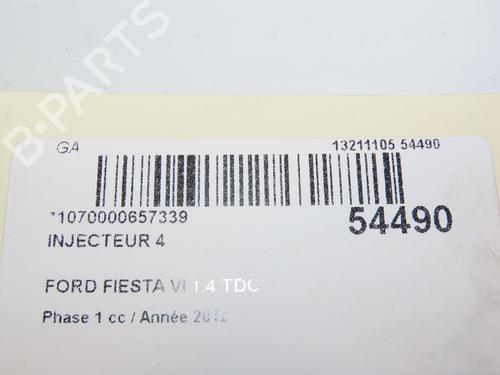 B-PARTS
GA
13211105 54490
*1070000657339
54490
INJECTEUR 4
FORD FIESTA VI 1.4 TDCI
Phase 1 cc / Année 2012